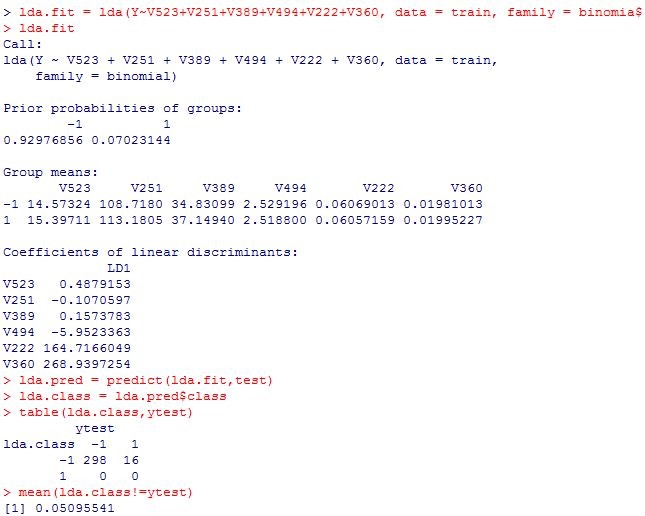 > lda.fit = lda(Y~V523+V251+V389+V494+V222+V360, data = train, family = binomia$
> lda.fit
Call:
lda(Y ~ V523 + V251 + V389 + V494 + V222 + V360, data = train,
    family = binomial)

Prior probabilities of groups:
        -1          1
0.92976856 0.07023144

Group means:
       V523     V251     V389     V494       V222       V360
-1 14.57324 108.7180 34.83099 2.529196 0.06069013 0.01981013
1  15.39711 113.1805 37.14940 2.518800 0.06057159 0.01995227

Coefficients of linear discriminants:
             LD1
V523   0.4879153
V251  -0.1070597
V389   0.1573783
V494  -5.9523363
V222 164.7166049
V360 268.9397254
> lda.pred = predict(lda.fit,test)
> lda.class = lda.pred$class
> table(lda.class,ytest)
         ytest
lda.class  -1   1
       -1 298  16
       1    0   0
> mean(lda.class!=ytest)
[1] 0.05095541